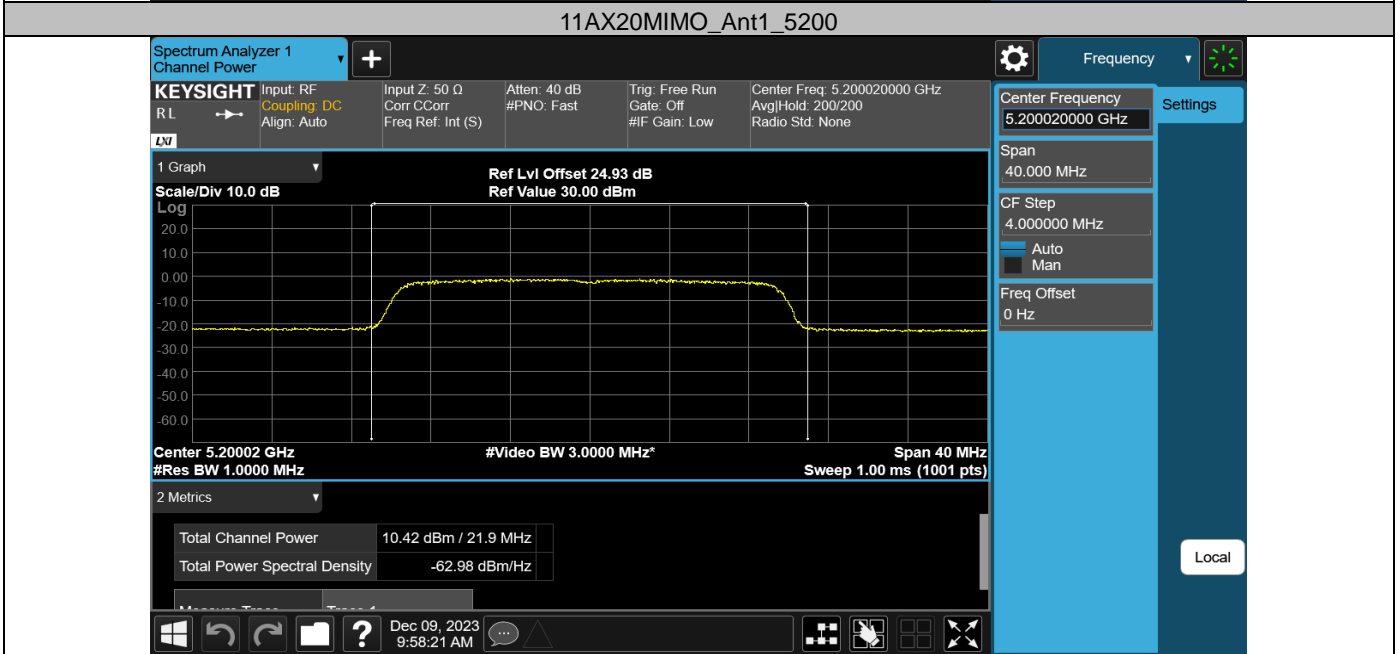 11AX20MIMO_Ant1_5200
Spectrum Analyzer 1
Channel Power
+
Frequency
KEYSIGHT
R L
LXI
Input: RF
Coupling: DC
Align: Auto
Input Z: 50 Ω
Corr CCorr
Freq Ref: Int (S)
Atten: 40 dB
#PNO: Fast
Trig: Free Run
Gate: Off
#IF Gain: Low
Center Freq: 5.200020000 GHz
Avg|Hold: 200/200
Radio Std: None
Center Frequency
5.200020000 GHz
Settings
Span
40.000 MHz
CF Step
4.000000 MHz
Auto
Man
Freq Offset
0 Hz
1 Graph
Scale/Div 10.0 dB
Ref Lvl Offset 24.93 dB
Ref Value 30.00 dBm
Log
20.0
10.0
0.00
-10.0
-20.0
-30.0
-40.0
-50.0
-60.0
Center 5.20002 GHz
#Video BW 3.0000 MHz*
Span 40 MHz
#Res BW 1.0000 MHz
Sweep 1.00 ms (1001 pts)
2 Metrics
Total Channel Power 10.42 dBm / 21.9 MHz
Total Power Spectral Density -62.98 dBm/Hz
Measure Trace Trace 1
Local
?
Dec 09, 2023
9:58:21 AM